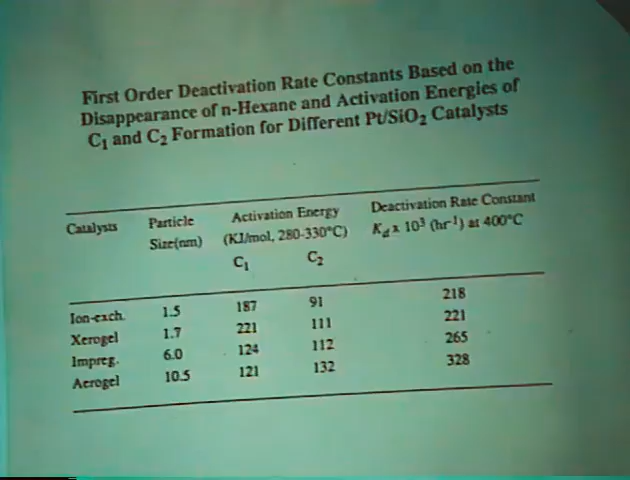 First Order Deactivation Rate Constants Based on the
Disappearance of n-Hexane and Activation Energies of
C₁ and C₂ Formation for Different Pt/SiO₂ Catalysts
Catalysts Particle Activation Energy Deactivation Rate Constant
Size(nm) (KJ/mol, 280-330°C) K_d x 10³ (hr⁻¹) at 400°C
C₁ C₂
Ion-exch. 1.5 187 91 218
Xerogel 1.7 221 111 221
Impreg. 6.0 124 112 265
Aerogel 10.5 121 132 328